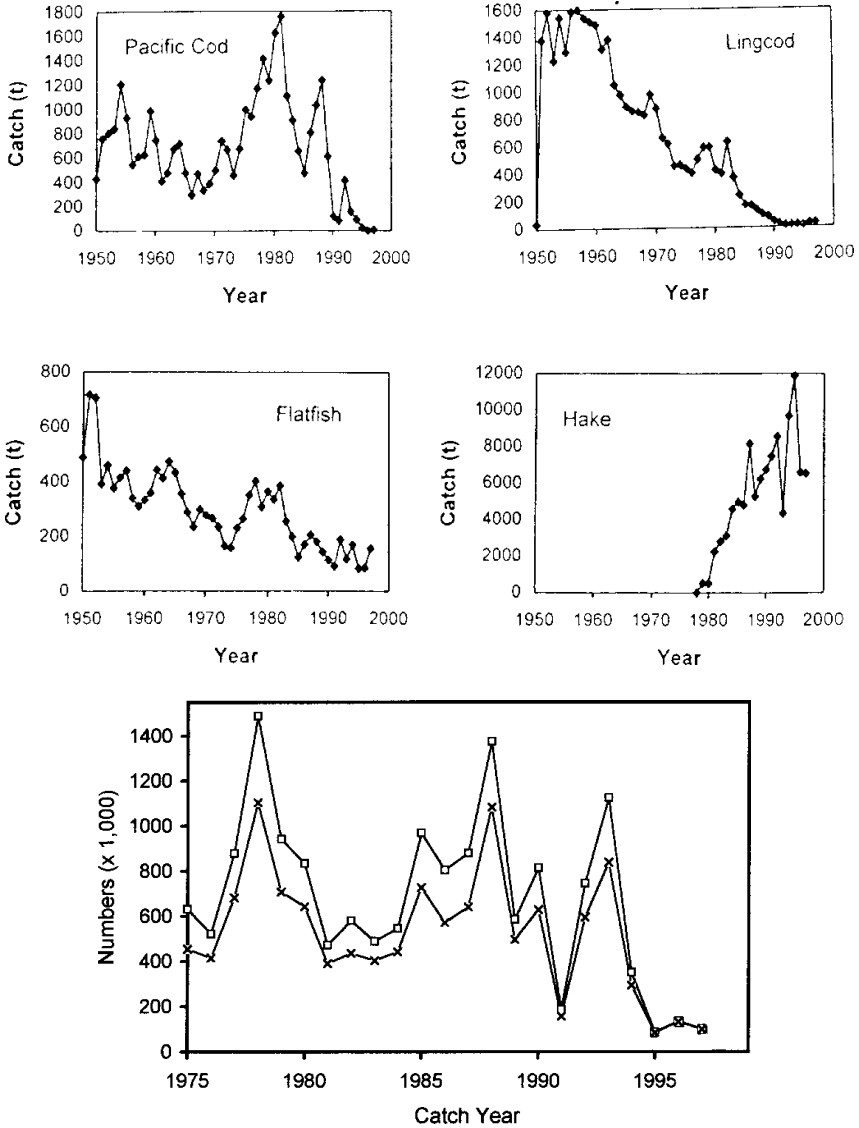 Pacific Cod
Catch (t)
1800
1600
1400
1200
1000
800
600
400
200
0
1950 1960 1970 1980 1990 2000
Year
Lingcod
Catch (t)
1600
1400
1200
1000
800
600
400
200
0
1950 1960 1970 1980 1990 2000
Year
Flatfish
Catch (t)
800
600
400
200
0
1950 1960 1970 1980 1990 2000
Year
Hake
Catch (t)
12000
10000
8000
6000
4000
2000
0
1950 1960 1970 1980 1990 2000
Year
Numbers (x 1,000)
1400
1200
1000
800
600
400
200
0
1975 1980 1985 1990 1995
Catch Year